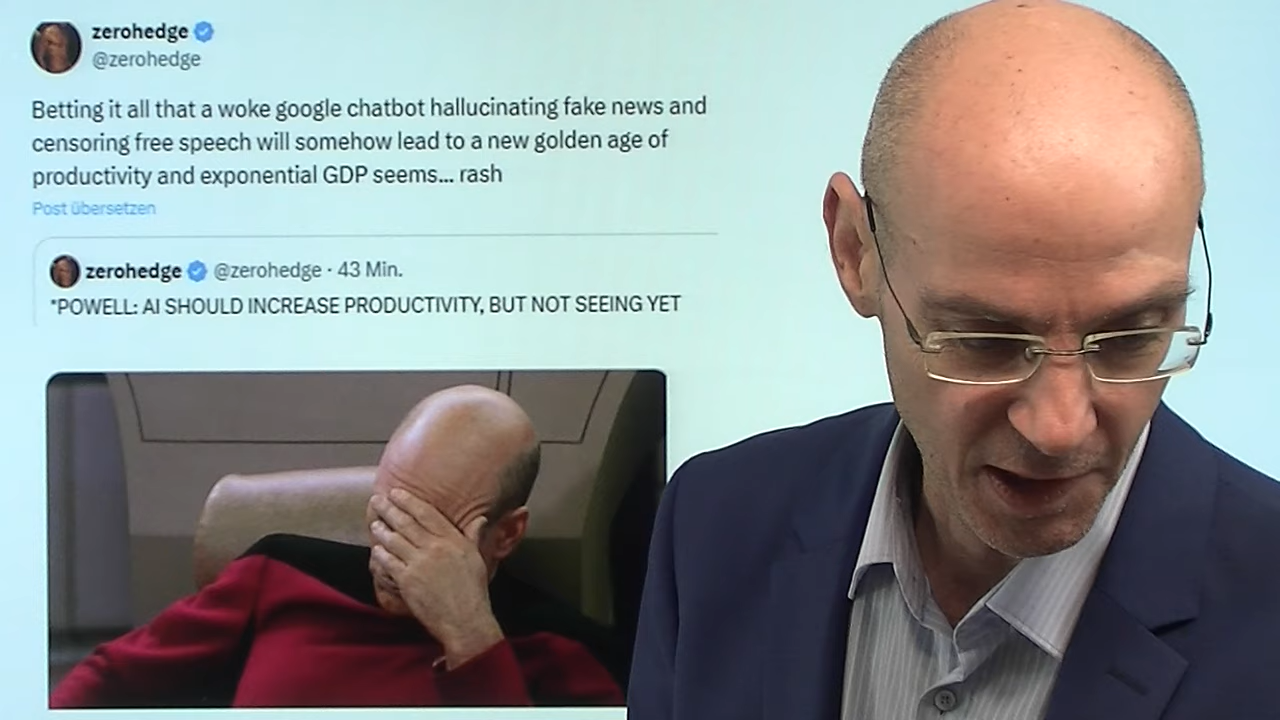 zerohedge
@zerohedge
Betting it all that a woke google chatbot hallucinating fake news and
censoring free speech will somehow lead to a new golden age of
productivity and exponential GDP seems... rash
Post übersetzen
zerohedge @zerohedge · 43 Min.
*POWELL: AI SHOULD INCREASE PRODUCTIVITY, BUT NOT SEEING YET